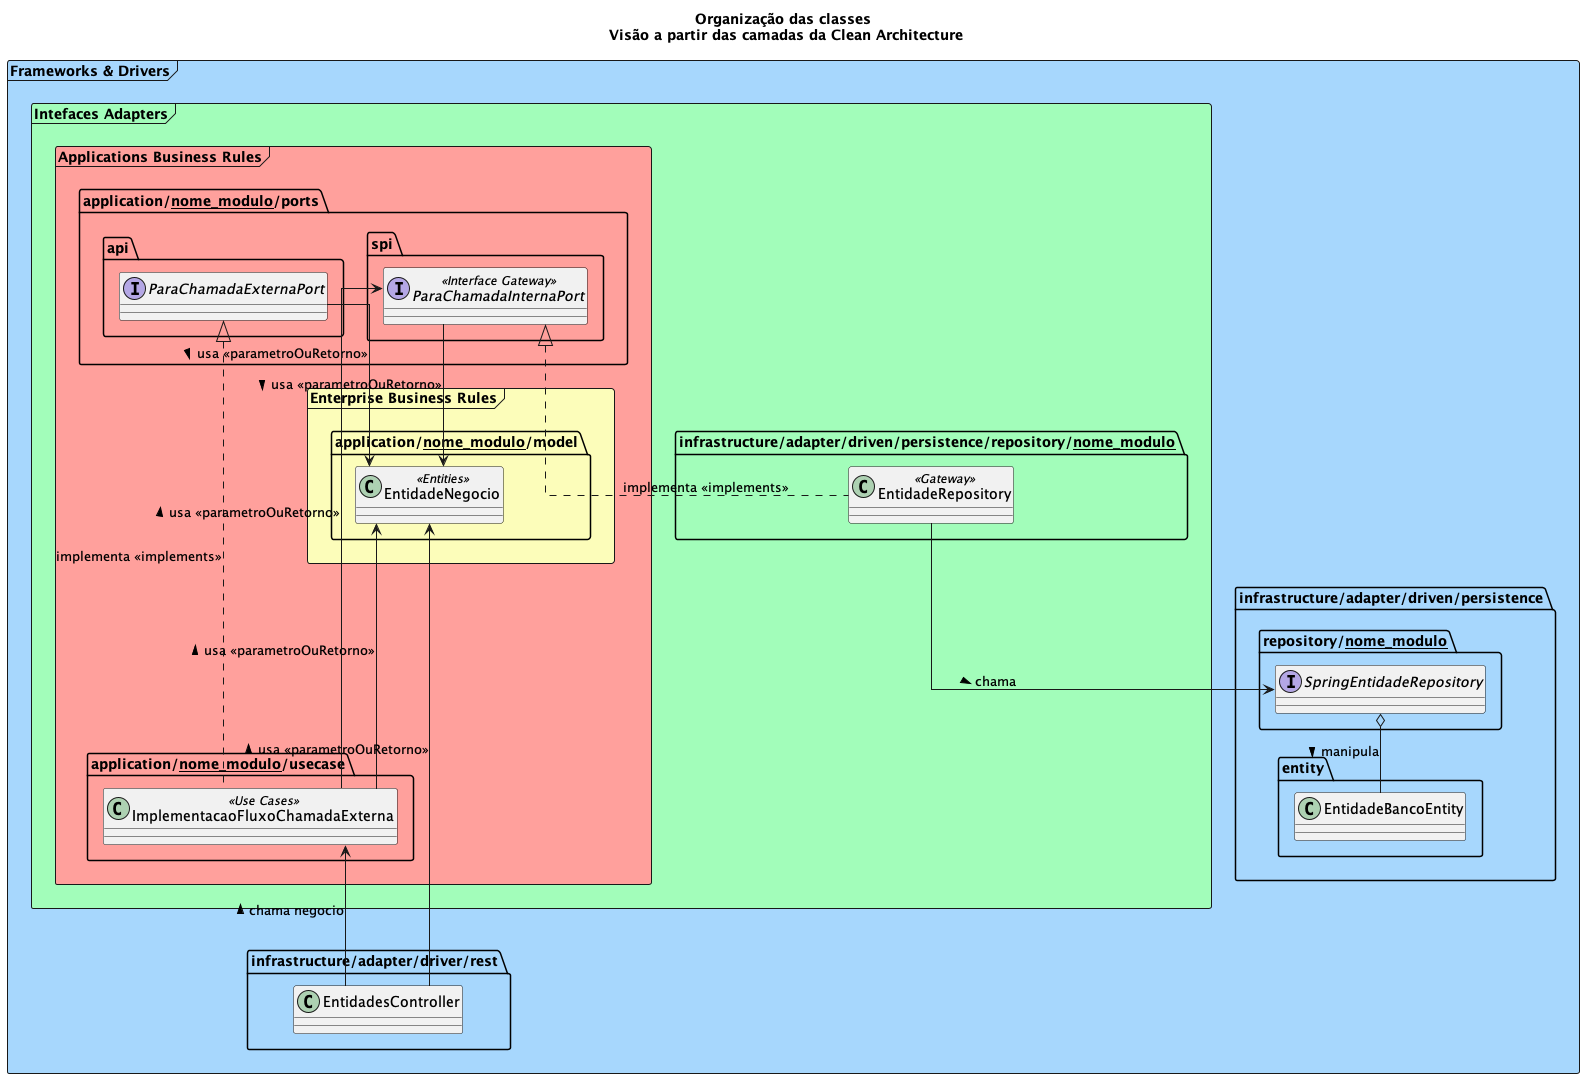 Organização das classes
Visão a partir das camadas da Clean Architecture
Frameworks & Drivers
Intefaces Adapters
Applications Business Rules
application/nome_modulo/ports
api
spi
I ParaChamadaExternaPort
«Interface Gateway»
I ParaChamadaInternaPort
usa «parametroOuRetorno»
usa «parametroOuRetorno»
Enterprise Business Rules
application/nome_modulo/model
«Entities»
C EntidadeNegocio
infrastructure/adapter/driven/persistence/repository/nome_modulo
«Gateway»
C EntidadeRepository
implementa «implements»
usa «parametroOuRetorno»
implementa «implements»
usa «parametroOuRetorno»
chama
infrastructure/adapter/driven/persistence
repository/nome_modulo
I SpringEntidadeRepository
manipula
entity
C EntidadeBancoEntity
usa «parametroOuRetorno»
application/nome_modulo/usecase
«Use Cases»
C ImplementacaoFluxoChamadaExterna
chama negocio
infrastructure/adapter/driver/rest
C EntidadesController